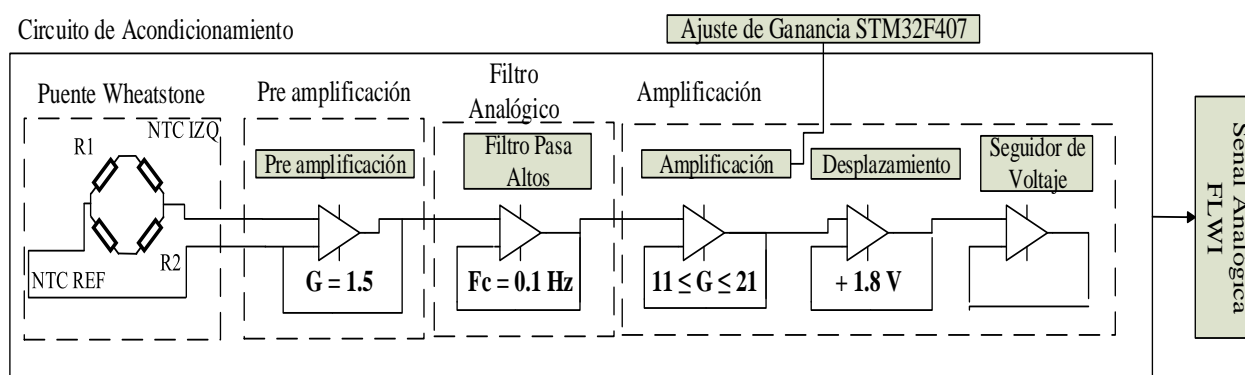 Circuito de Acondicionamiento
Ajuste de Ganancia STM32F407
Puente Wheatstone
Pre amplificación
Filtro
Analógico
Amplificación
NTC IZQ
R1
R2
NTC REF
Pre amplificación
G = 1.5
Filtro Pasa
Altos
Fc = 0.1 Hz
Amplificación
11 ≤ G ≤ 21
Desplazamiento
+ 1.8 V
Seguidor de
Voltaje
Senal Analogica
FLWI